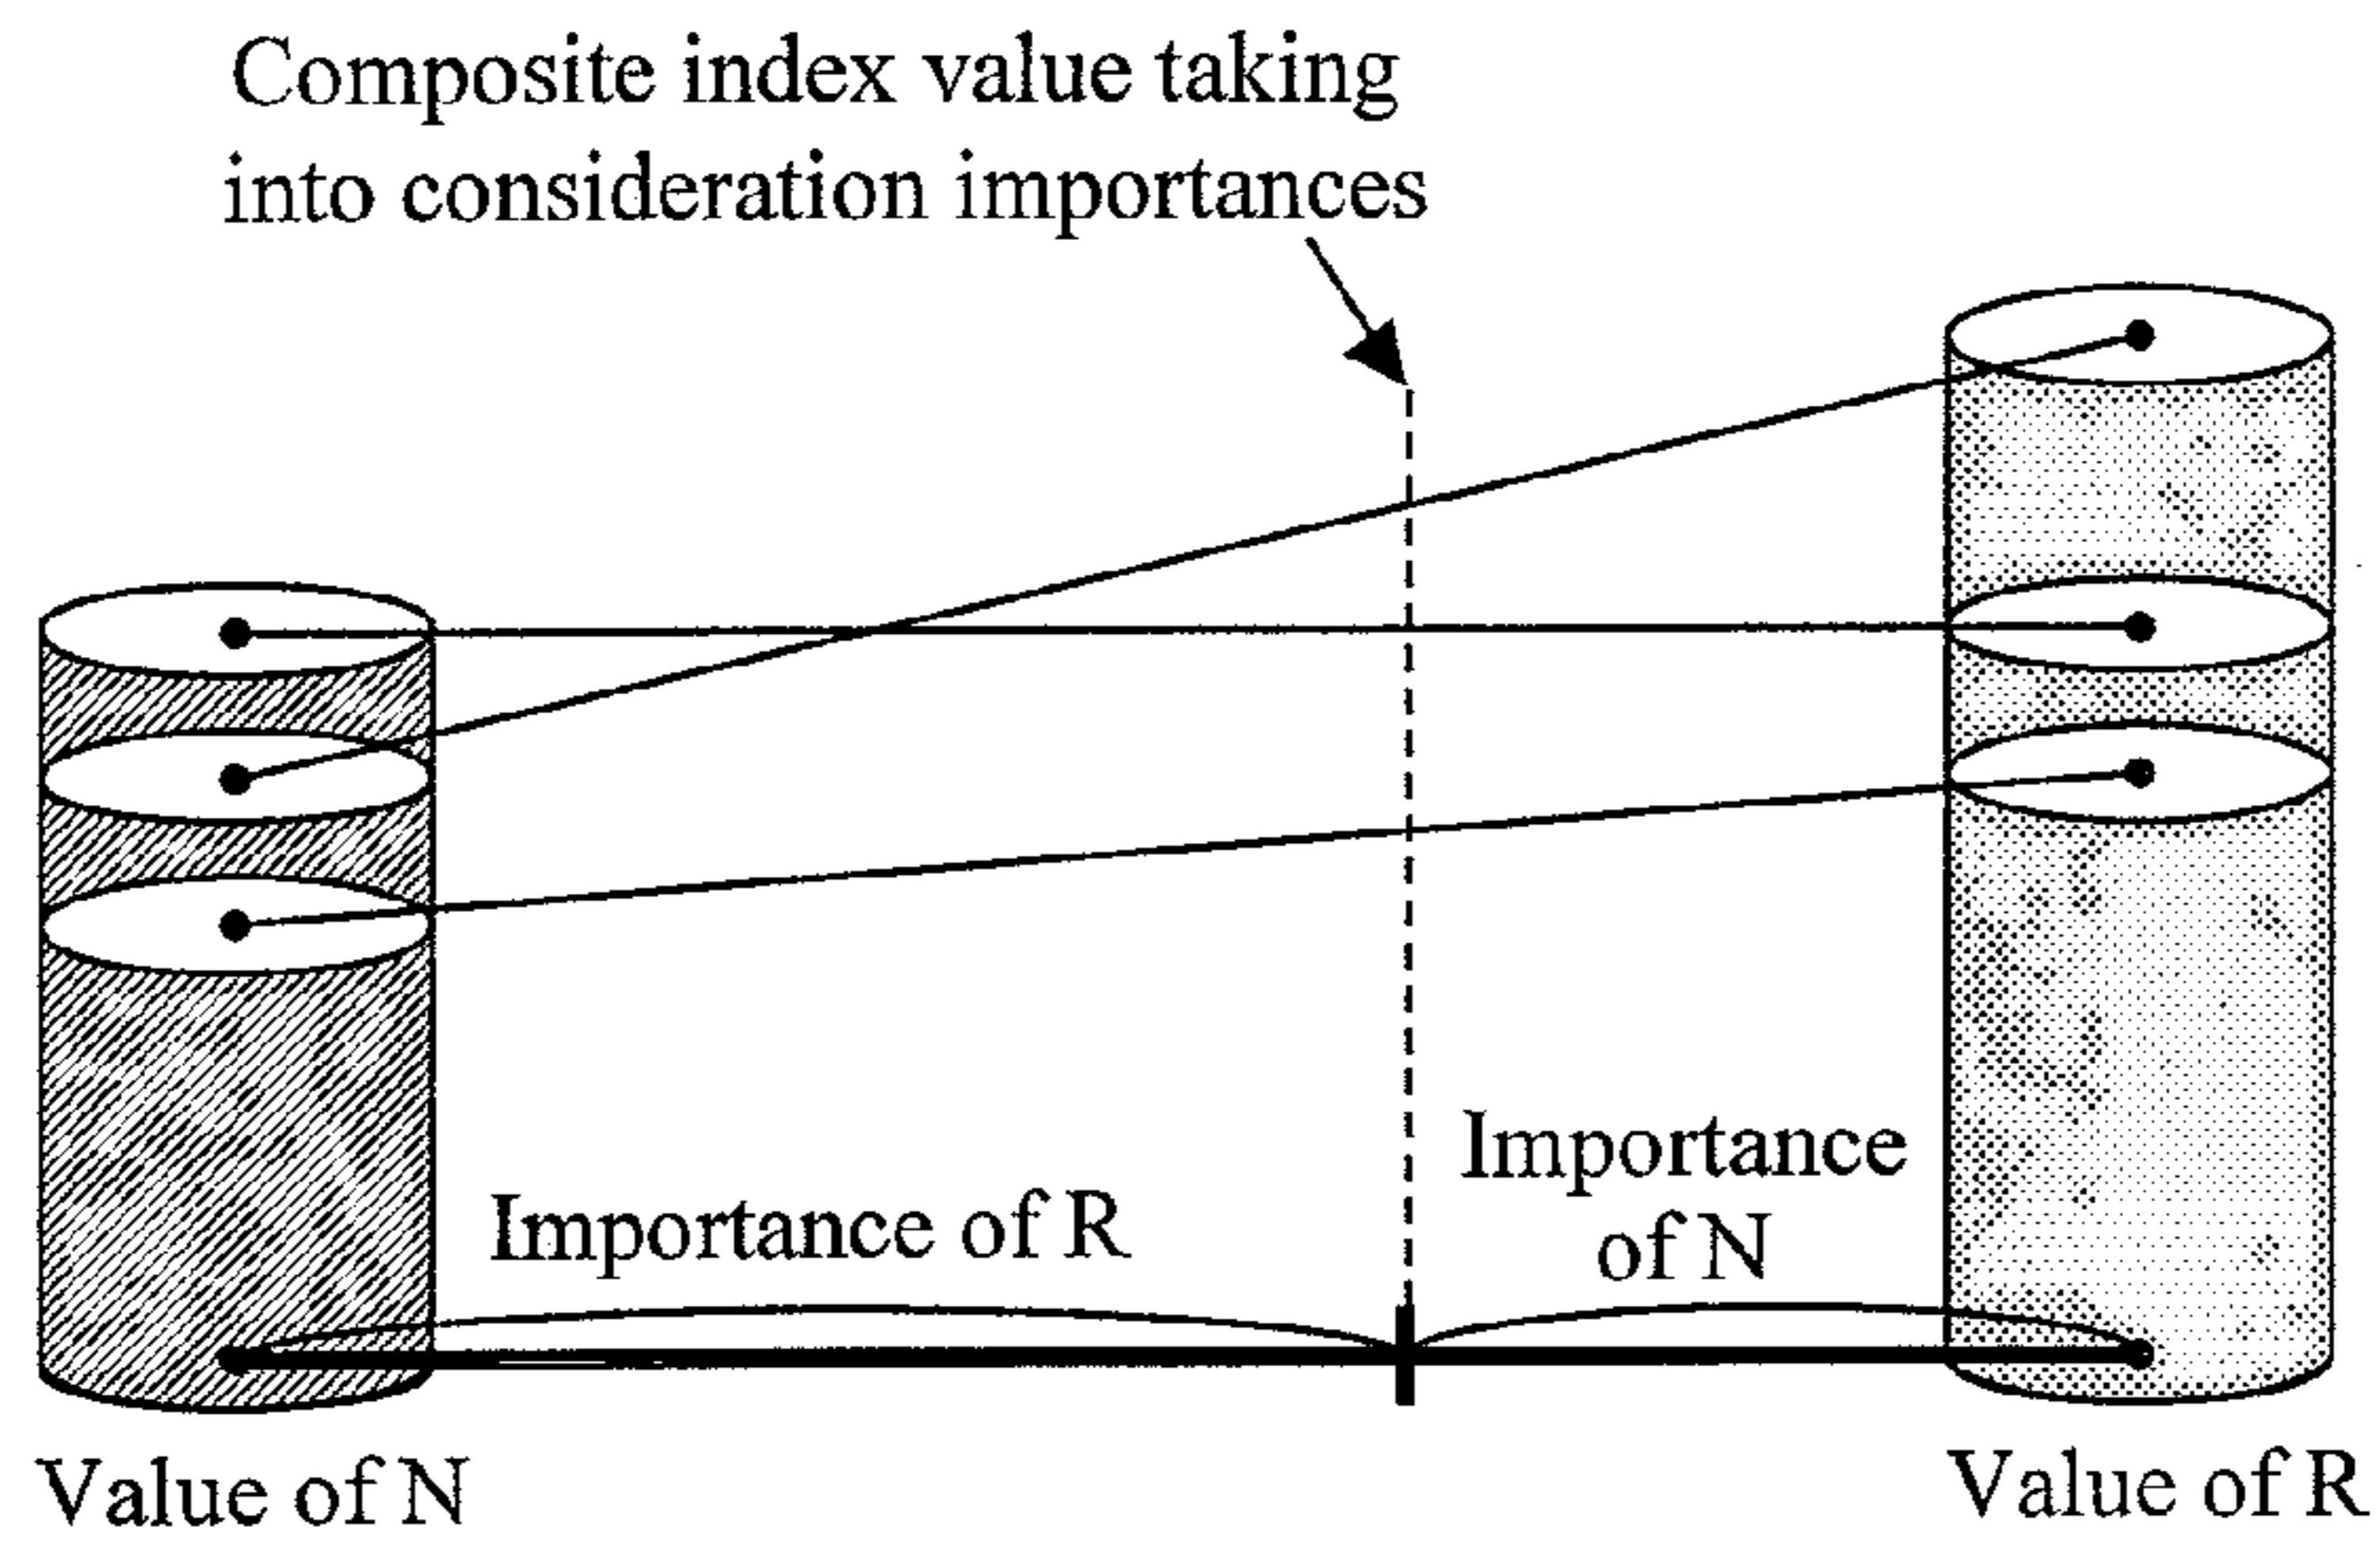 Composite index value taking
into consideration importances
Importance of R
Importance
of N
Value of N
Value of R